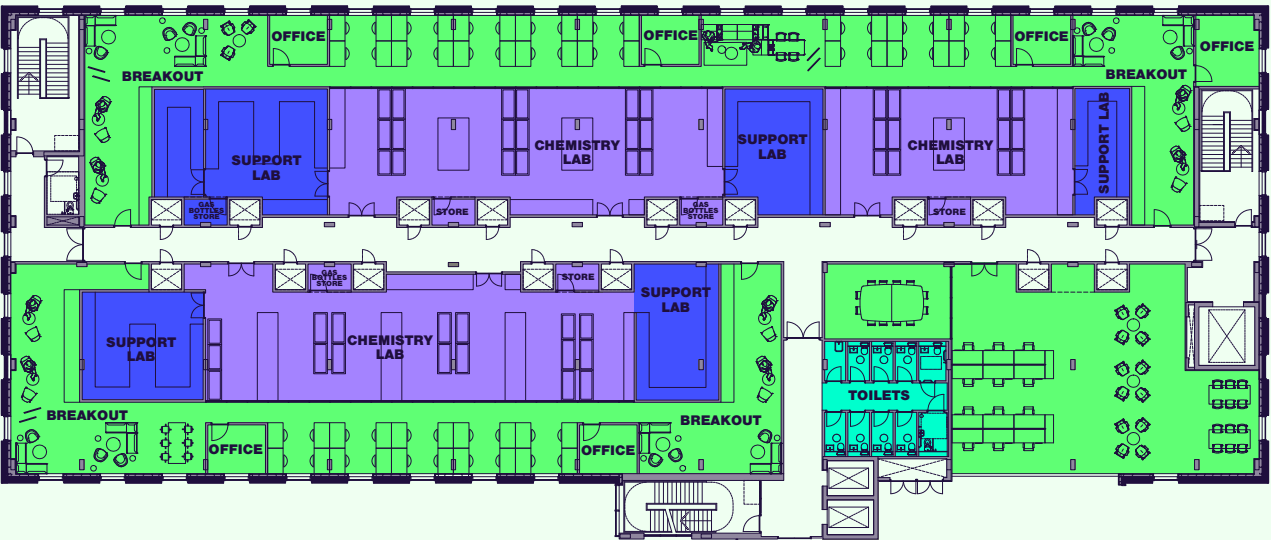 OFFICE
OFFICE
OFFICE
OFFICE
BREAKOUT
BREAKOUT
SUPPORT
LAB
CHEMISTRY
LAB
SUPPORT
LAB
CHEMISTRY
LAB
SUPPORT LAB
GAS
BOTTLES
STORE
STORE
GAS
BOTTLES
STORE
STORE
GAS
BOTTLES
STORE
STORE
SUPPORT
LAB
SUPPORT
LAB
CHEMISTRY
LAB
TOILETS
BREAKOUT
BREAKOUT
OFFICE
OFFICE